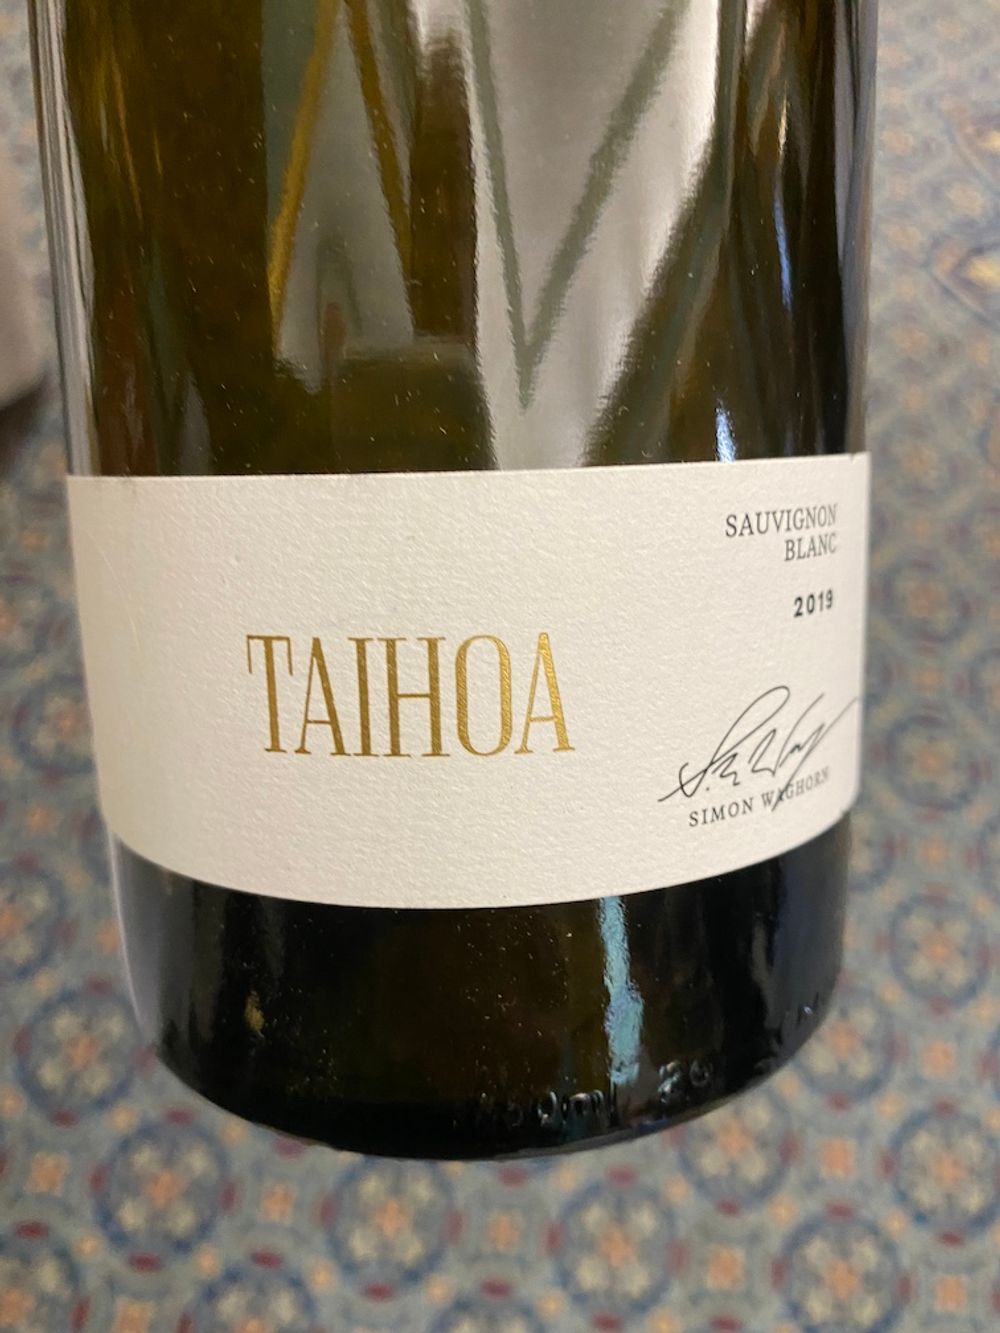 SAUVIGNON
BLANC
2019
TAIHOA
SIMON WAGHORN